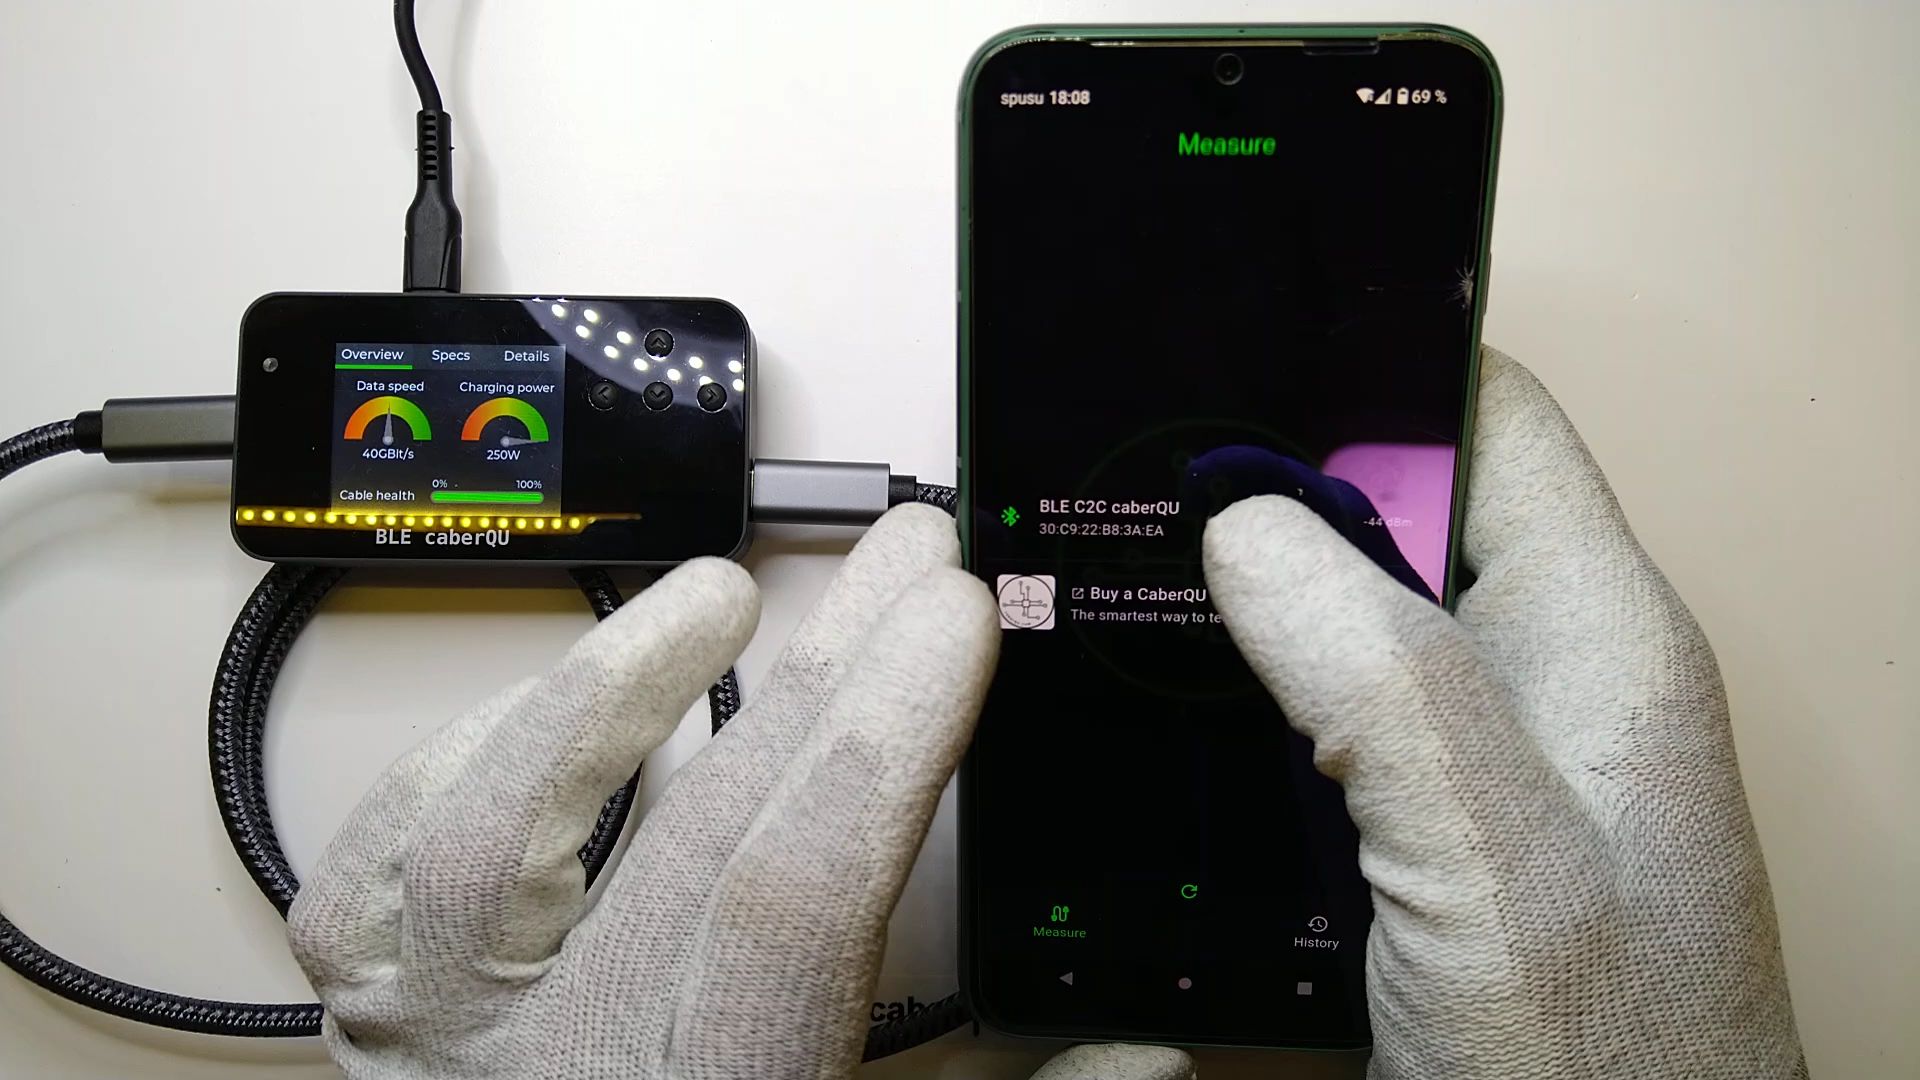 Overview Specs Details
Data speed Charging power
40GBit/s 250W
0% 100%
Cable health
BLE caberQU
spusu 18:08
69 %
Measure
BLE C2C caberQU
30:C9:22:B8:3A:EA
-44 dBm
Buy a CaberQU
The smartest way to te
Measure
History
cab